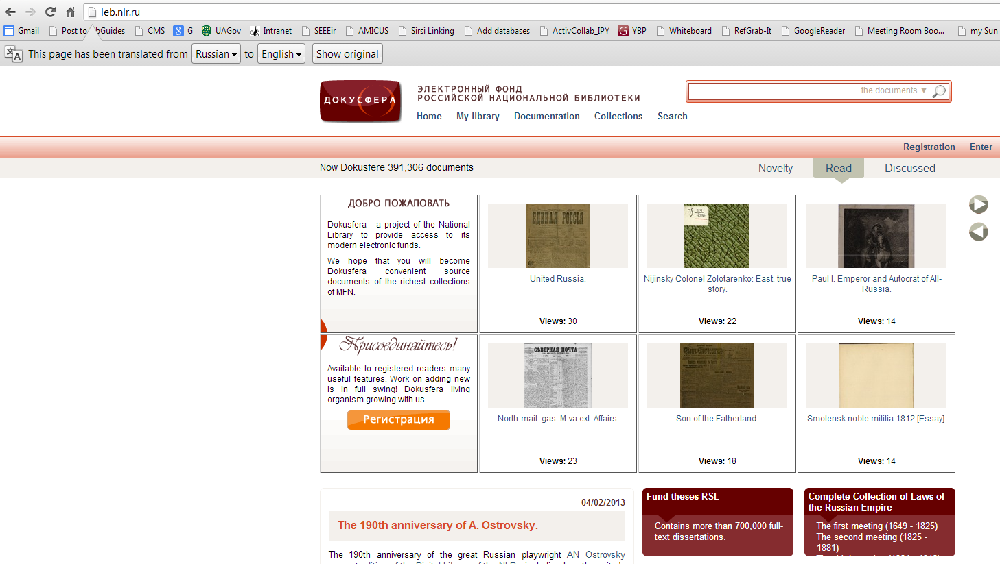 leb.nlr.ru
Gmail Post to bGuides CMS G UAGov Intranet SEEEir AMICUS Sirsi Linking Add databases ActivCollab_IPY YBP Whiteboard RefGrab-It GoogleReader Meeting Room Boo... my Sun
This page has been translated from Russian to English Show original
ДОКУСФЕРА
ЭЛЕКТРОННЫЙ ФОНД
РОССИЙСКОЙ НАЦИОНАЛЬНОЙ БИБЛИОТЕКИ
the documents ▼
Home My library Documentation Collections Search
Registration Enter
Now Dokusfere 391,306 documents
Novelty Read Discussed
ДОБРО ПОЖАЛОВАТЬ
Dokusfera - a project of the National
Library to provide access to its
modern electronic funds.
We hope that you will become
Dokusfera convenient source
documents of the richest collections
of MFN.
ЕДИНАЯ РОССІЯ
United Russia.
Views: 30
Nijinsky Colonel Zolotarenko: East. true
story.
Views: 22
Paul I. Emperor and Autocrat of All-
Russia.
Views: 14
Присоединяйтесь!
Available to registered readers many
useful features. Work on adding new
is in full swing! Dokusfera living
organism growing with us.
Регистрация
СѢВЕРНАЯ ПОЧТА
North-mail: gas. M-va ext. Affairs.
Views: 23
Son of the Fatherland.
Views: 18
Smolensk noble militia 1812 [Essay].
Views: 14
04/02/2013
The 190th anniversary of A. Ostrovsky.
The 190th anniversary of the great Russian playwright AN Ostrovsky
Fund theses RSL
Contains more than 700,000 full-
text dissertations.
Complete Collection of Laws of
the Russian Empire
The first meeting (1649 - 1825)
The second meeting (1825 -
1881)